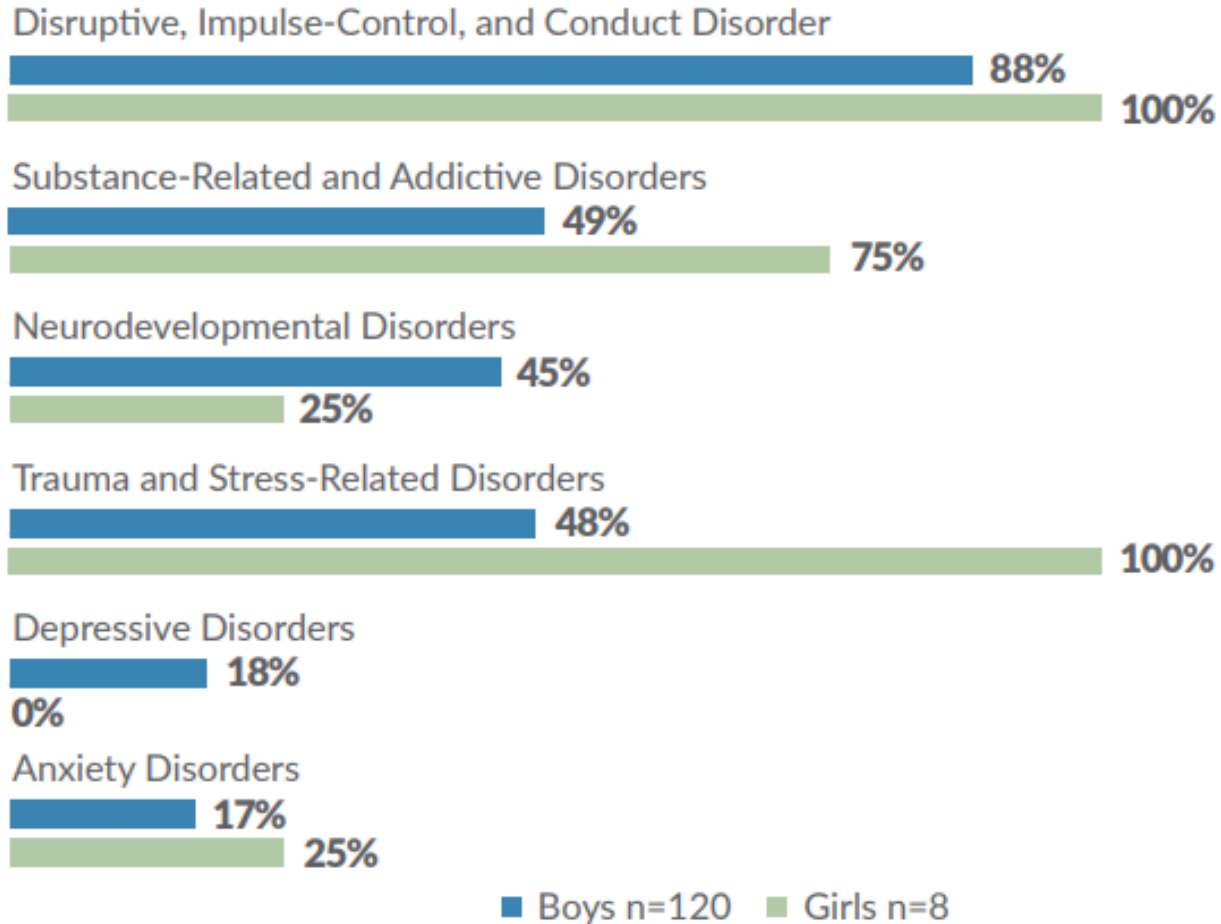 Disruptive, Impulse-Control, and Conduct Disorder
88%
100%
Substance-Related and Addictive Disorders
49%
75%
Neurodevelopmental Disorders
45%
25%
Trauma and Stress-Related Disorders
48%
100%
Depressive Disorders
18%
0%
Anxiety Disorders
17%
25%
Boys n=120 Girls n=8